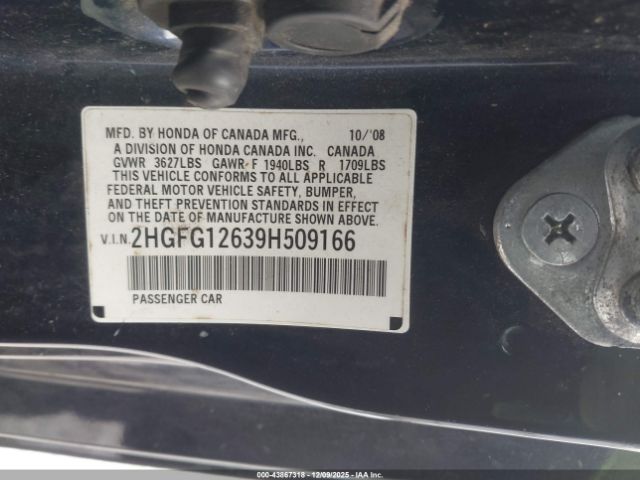 MFD. BY HONDA OF CANADA MFG., 10/'08
A DIVISION OF HONDA CANADA INC. CANADA
GVWR 3627LBS GAWR F 1940LBS R 1709LBS
THIS VEHICLE CONFORMS TO ALL APPLICABLE
FEDERAL MOTOR VEHICLE SAFETY, BUMPER,
AND THEFT PREVENTION STANDARDS IN EFFECT
ON THE DATE OF MANUFACTURE SHOWN ABOVE.
V.I.N. 2HGFG12639H509166
PASSENGER CAR
000-43867318 - 12/09/2025 - IAA, Inc.